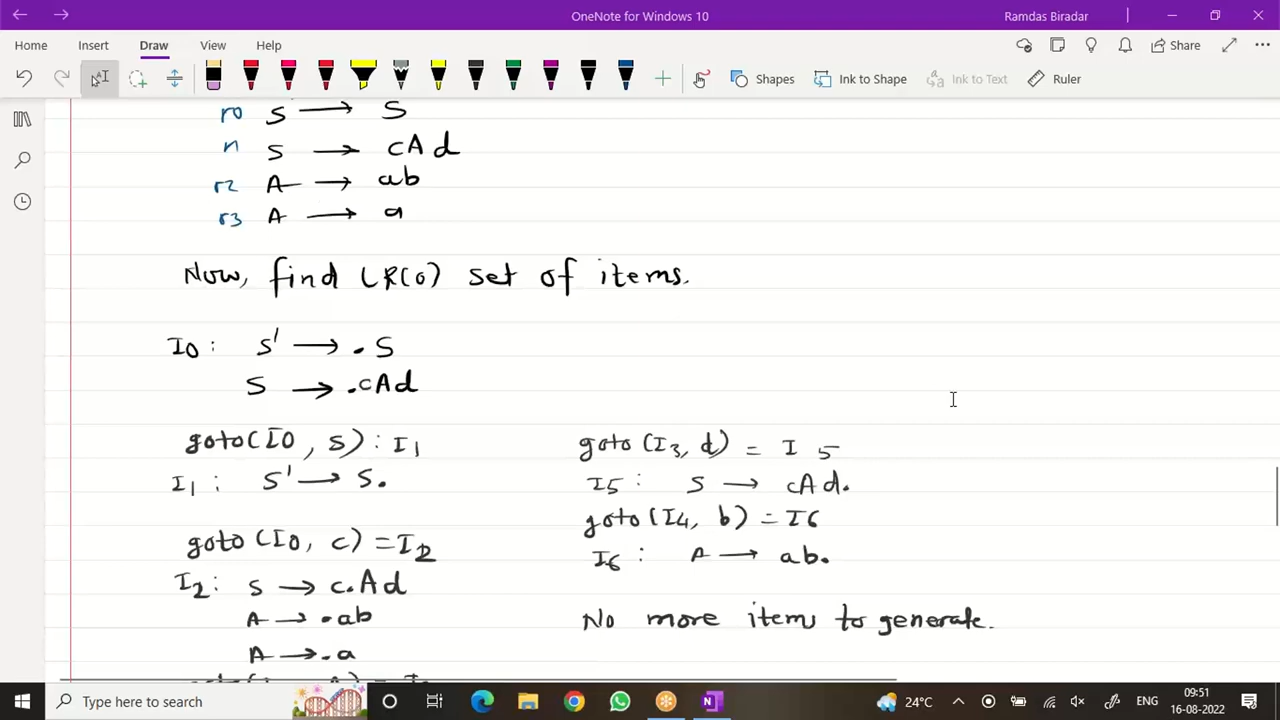 OneNote for Windows 10
Ramdas Biradar
Home Insert Draw View Help
Share
Shapes Ink to Shape Ink to Text Ruler
r0 S' → S
r1 S → cAd
r2 A → ab
r3 A → a
Now, find LR(0) set of items.
I0: S' → .S
S → .cAd
goto(I0, S): I1
I1: S' → S.
goto(I0, c) = I2
I2: S → c.Ad
A → .ab
A → .a
goto(I3, d) = I5
I5: S → cAd.
goto(I4, b) = I6
I6: A → ab.
No more items to generate.
Type here to search
24°C
ENG
09:51
16-08-2022